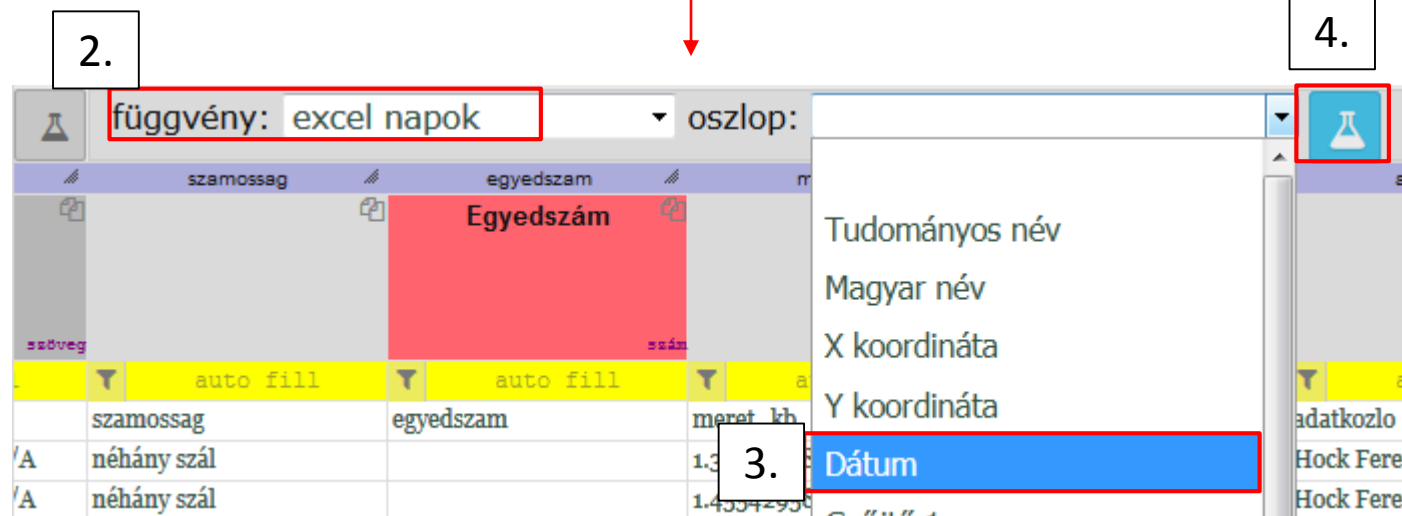 2.
4.
függvény: excel napok oszlop:
szamossag egyedszam
Egyedszám
szöveg szám
Tudományos név
Magyar név
X koordináta
Y koordináta
Dátum
auto fill auto fill
szamossag egyedszam meret_kb adatkozlo
/A néhány szál 3. Hock Fere
/A néhány szál Hock Fere